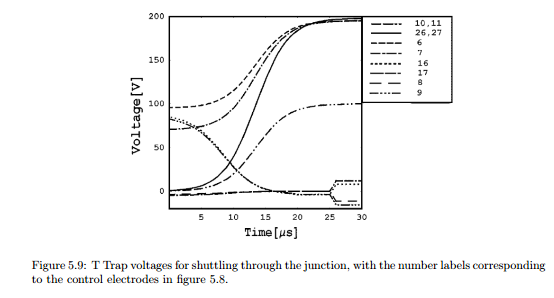 200
150
100
50
0
Voltage[V]
5 10 15 20 25 30
Time[µs]
10,11
26,27
6
7
16
17
8
9
Figure 5.9: T Trap voltages for shuttling through the junction, with the number labels corresponding
to the control electrodes in figure 5.8.